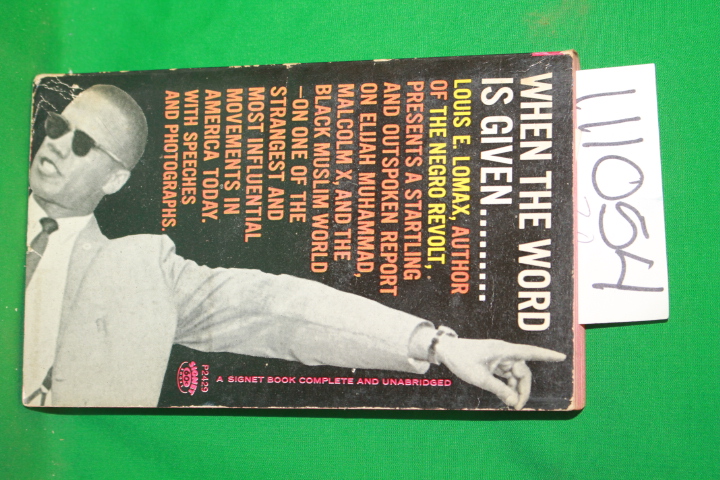 WHEN THE WORD
IS GIVEN..........
LOUIS E. LOMAX, AUTHOR
OF THE NEGRO REVOLT,
PRESENTS A STARTLING
AND OUTSPOKEN REPORT
ON ELIJAH MUHAMMAD,
MALCOLM X, AND THE
BLACK MUSLIM WORLD
—ON ONE OF THE
STRANGEST AND
MOST INFLUENTIAL
MOVEMENTS IN
AMERICA TODAY.
WITH SPEECHES
AND PHOTOGRAPHS.
P2429
SIGNET
BOOKS
A SIGNET BOOK COMPLETE AND UNABRIDGED